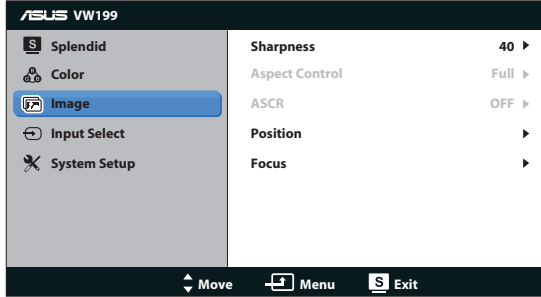 ASUS VW199
S Splendid
Color
Image
Input Select
System Setup
Sharpness 40
Aspect Control Full
ASCR OFF
Position
Focus
Move Menu S Exit